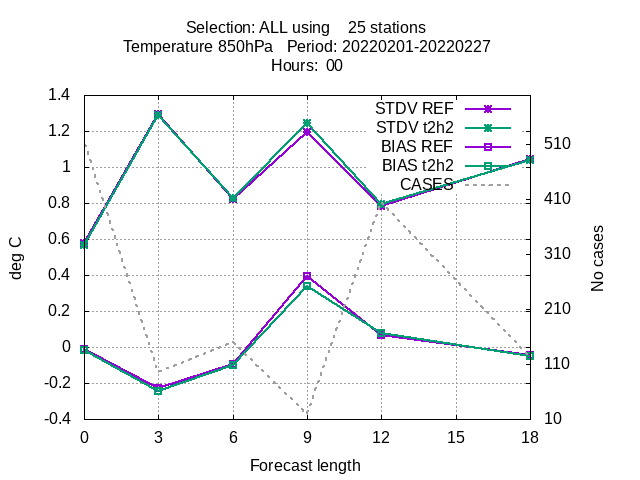 Selection: ALL using    25 stations
Temperature 850hPa   Period: 20220201-20220227
Hours:  00
STDV REF
STDV t2h2
BIAS REF
BIAS t2h2
CASES
1.4
1.2
1
0.8
0.6
0.4
0.2
0
-0.2
-0.4
deg C
510
410
310
210
110
10
No cases
0 3 6 9 12 15 18
Forecast length